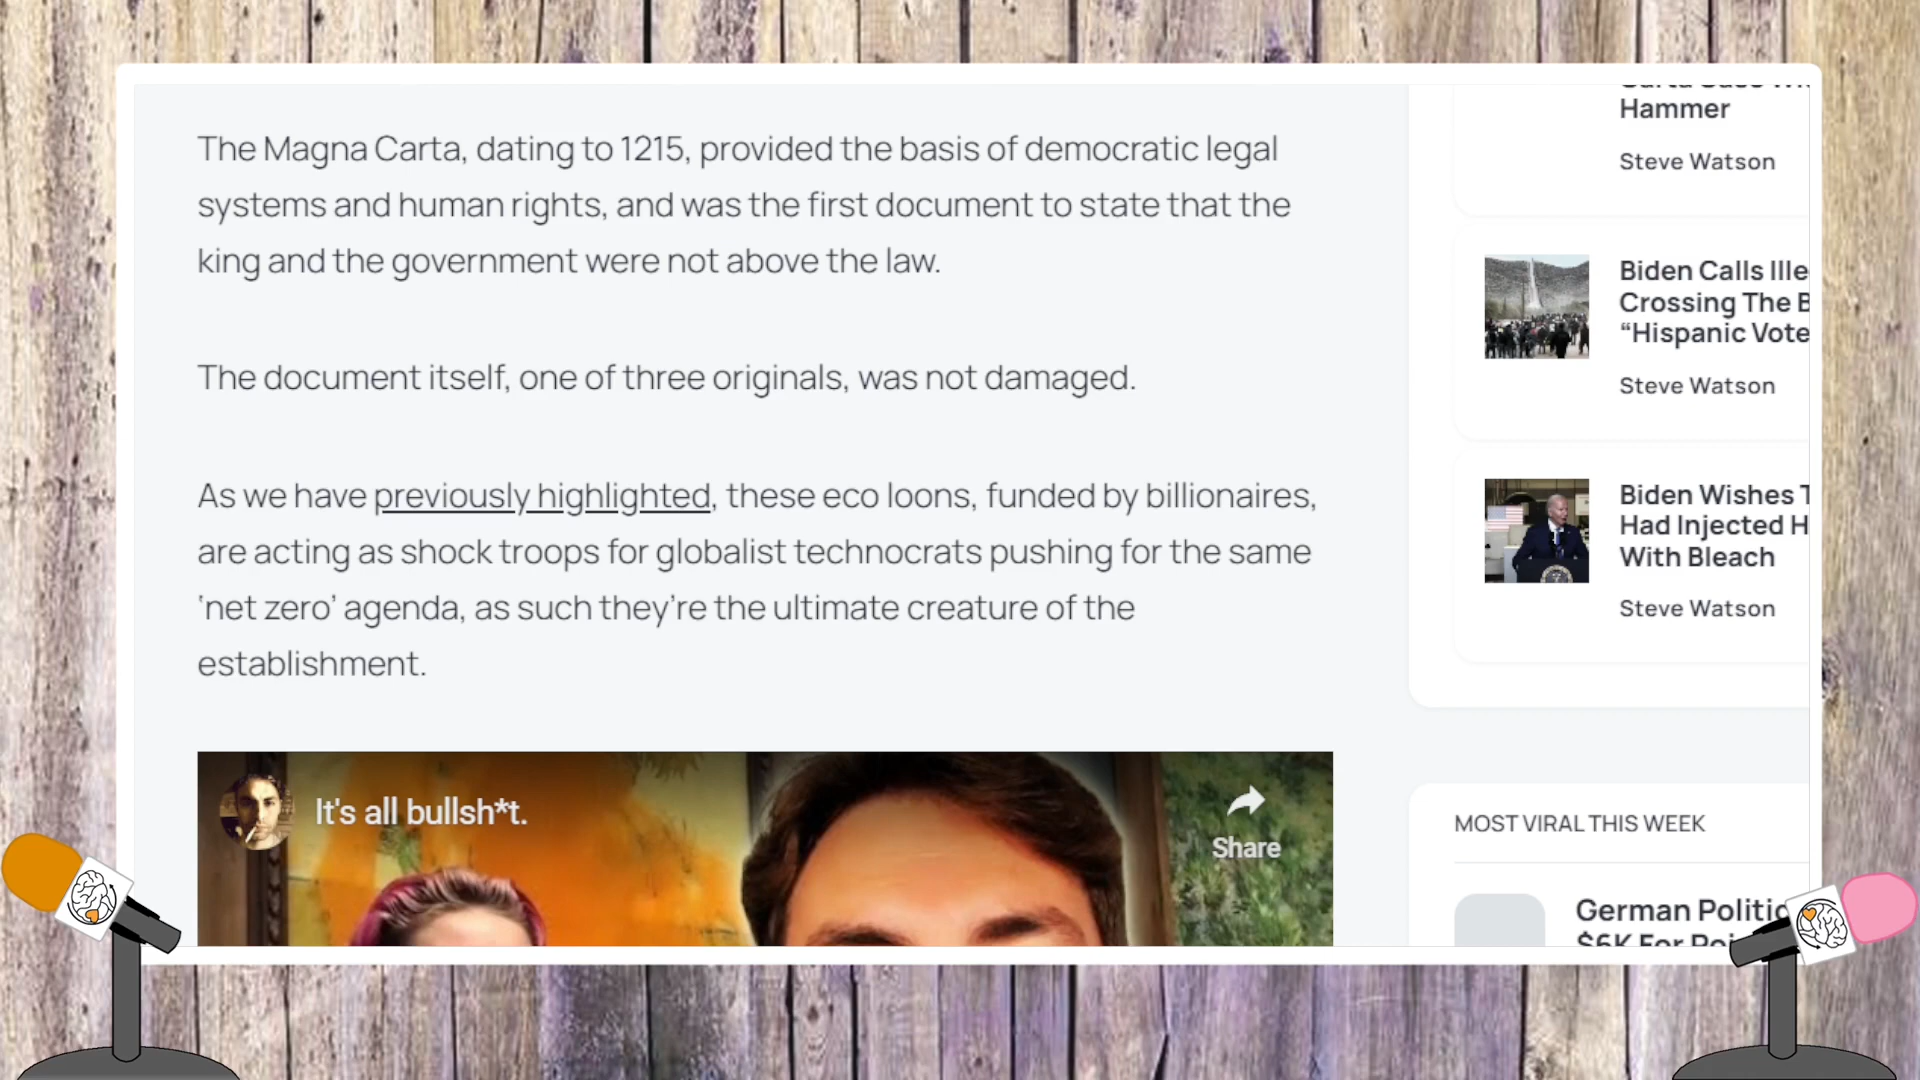 The Magna Carta, dating to 1215, provided the basis of democratic legal
systems and human rights, and was the first document to state that the
king and the government were not above the law.
The document itself, one of three originals, was not damaged.
As we have previously highlighted, these eco loons, funded by billionaires,
are acting as shock troops for globalist technocrats pushing for the same
‘net zero’ agenda, as such they’re the ultimate creature of the
establishment.
It's all bullsh*t.
Share
Hammer
Steve Watson
Biden Calls Ille
Crossing The B
“Hispanic Vote
Steve Watson
Biden Wishes T
Had Injected H
With Bleach
Steve Watson
MOST VIRAL THIS WEEK
German Politic
$6K For